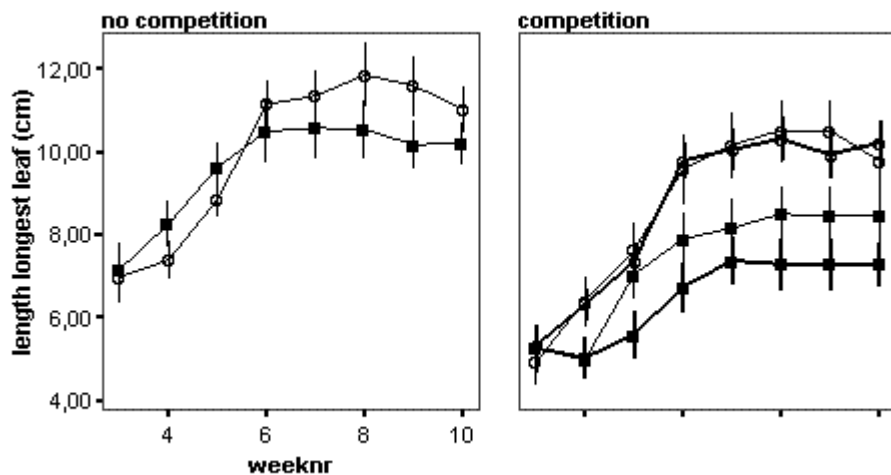 no competition
competition
length longest leaf (cm)
12,00
10,00
8,00
6,00
4,00
4 6 8 10
weeknr